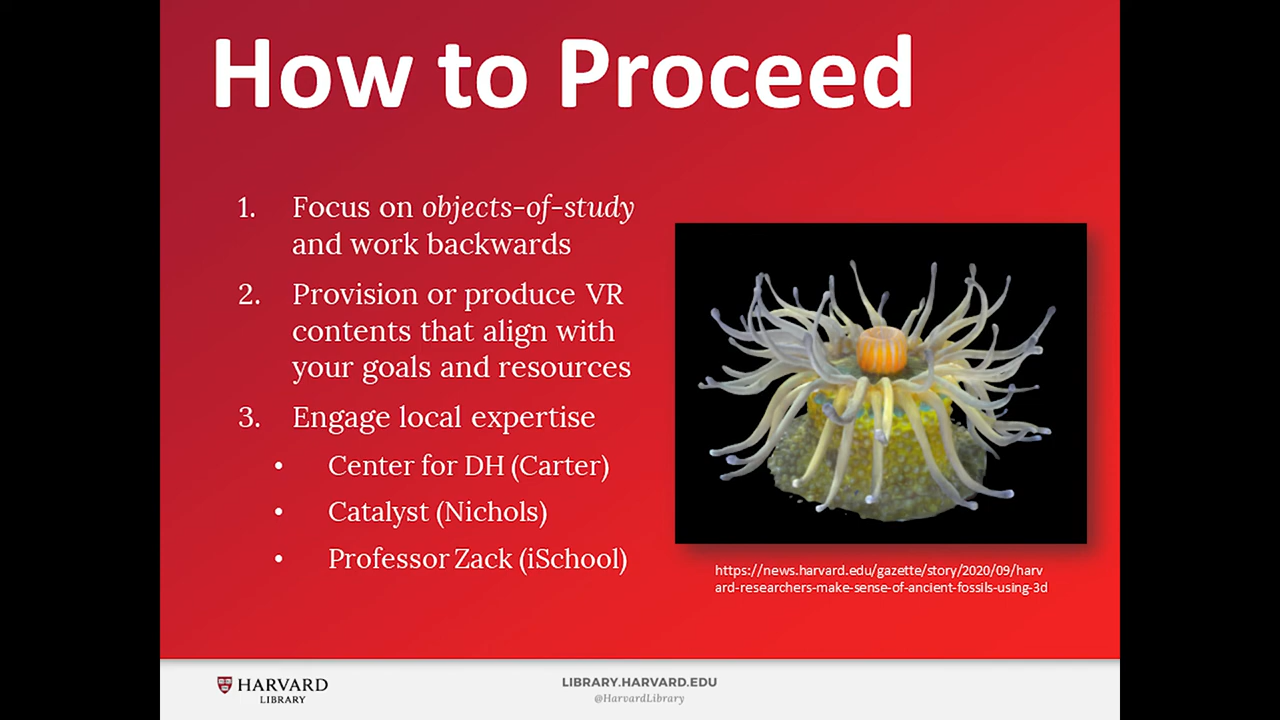 How to Proceed
1. Focus on objects-of-study
and work backwards
2. Provision or produce VR
contents that align with
your goals and resources
3. Engage local expertise
• Center for DH (Carter)
• Catalyst (Nichols)
• Professor Zack (iSchool)
https://news.harvard.edu/gazette/story/2020/09/harv
ard-researchers-make-sense-of-ancient-fossils-using-3d
HARVARD
LIBRARY
LIBRARY.HARVARD.EDU
@HarvardLibrary